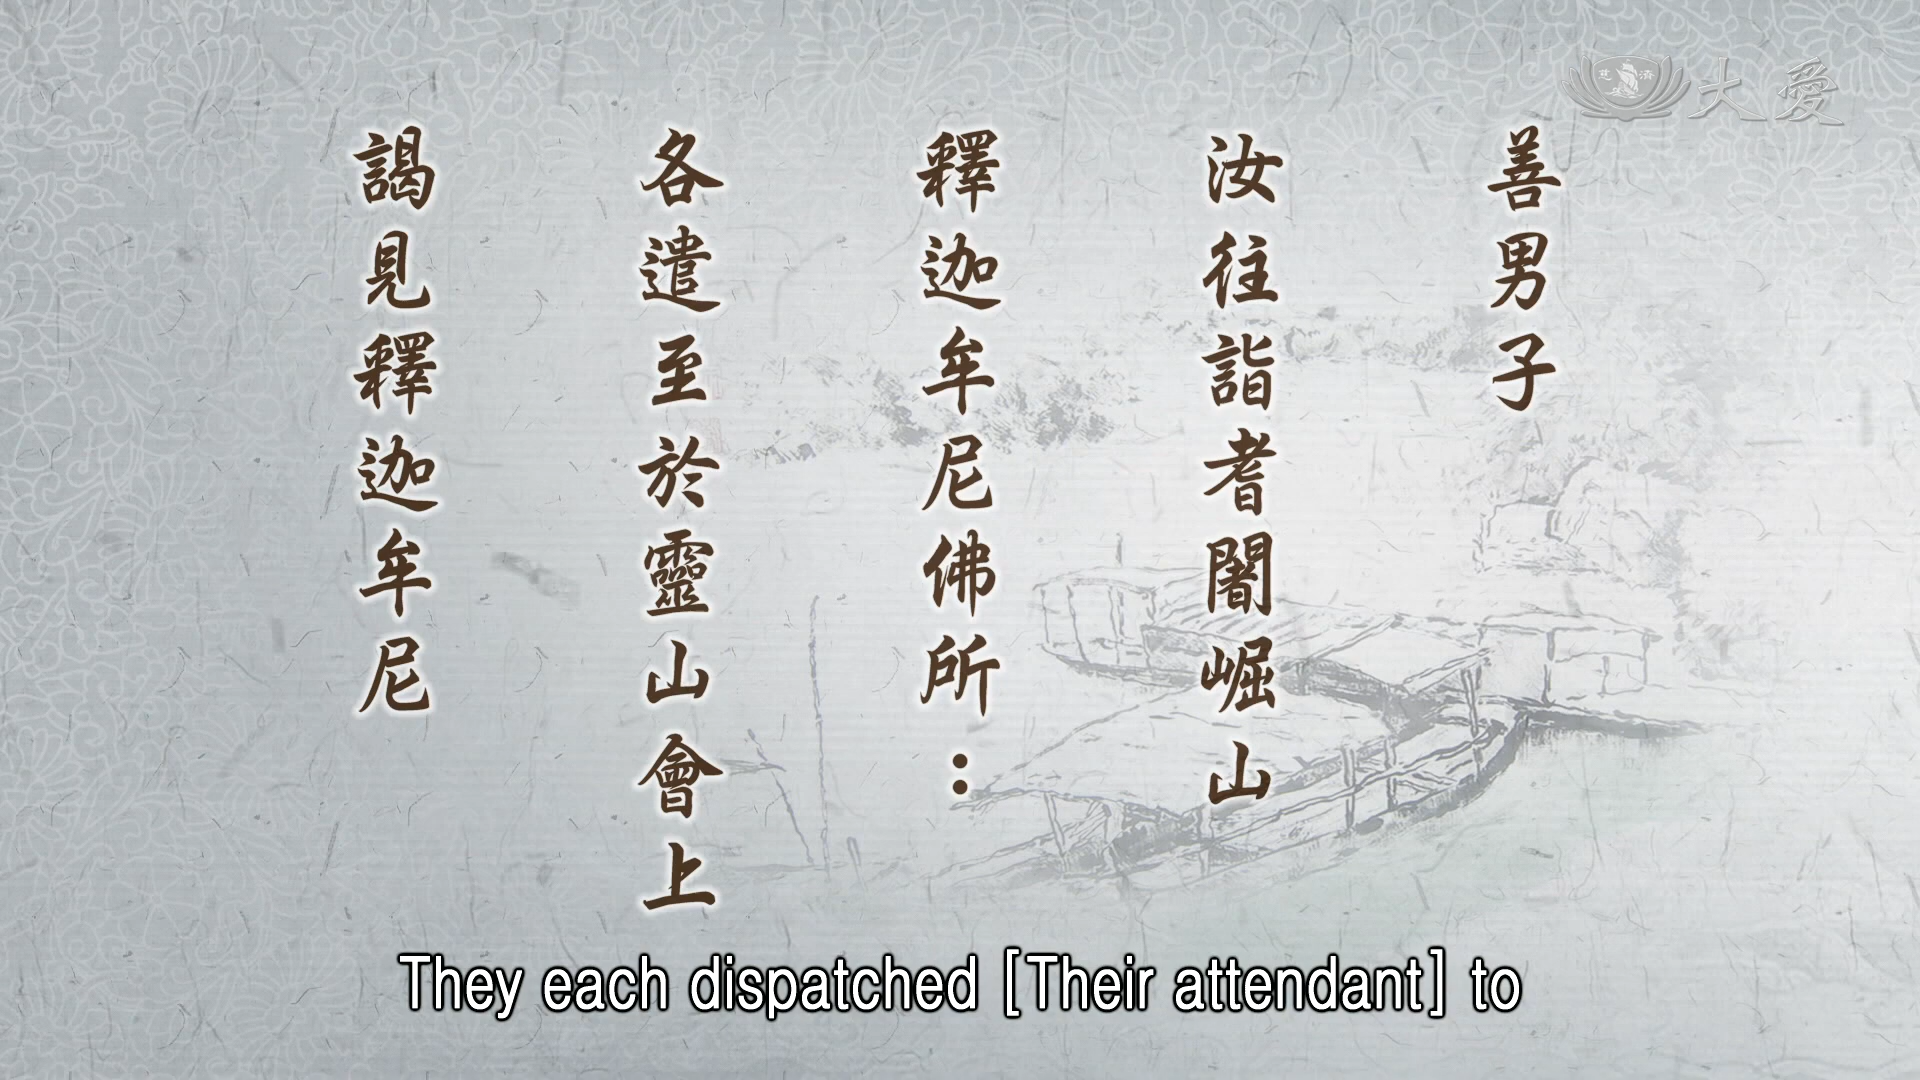 善男子
汝往詣耆闍崛山
釋迦牟尼佛所：
各遣至於靈山會上
謁見釋迦牟尼
They each dispatched [Their attendant] to
慈濟
大愛